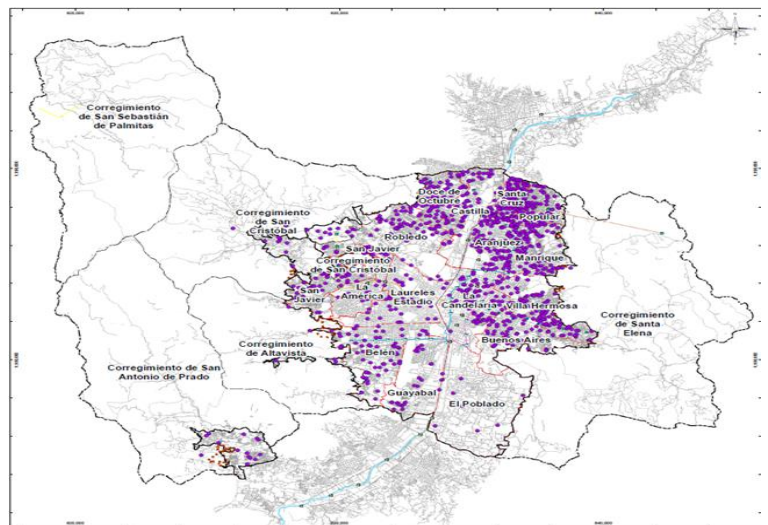 Corregimiento
de San Sebastián
de Palmitas
Doce de
Octubre
Santa
Cruz
Castilla
Popular
Corregimiento
de San
Cristóbal
Robledo
Aranjuez
San Javier
Manrique
Corregimiento
de San Cristóbal
San
Javier
La
América
Laureles
Estadio
La
Candelaria
Villa Hermosa
Corregimiento
de Santa
Elena
Corregimiento
de Altavista
Buenos Aires
Belén
Corregimiento de San
Antonio de Prado
Guayabal
El Poblado